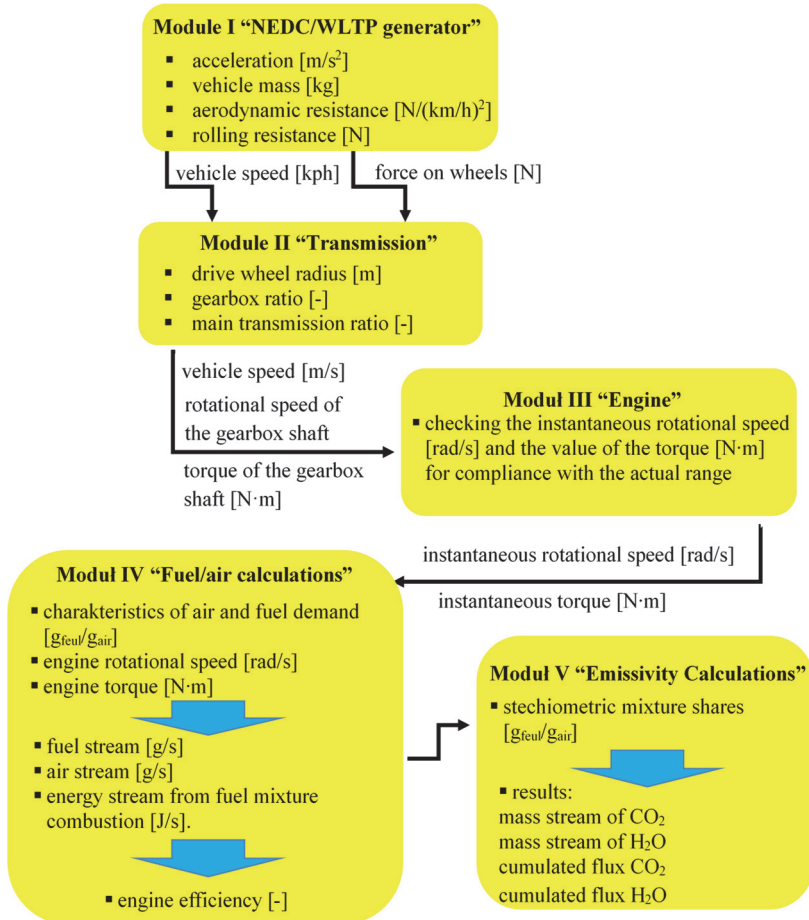 Module I “NEDC/WLTP generator”
▪ acceleration [m/s²]
▪ vehicle mass [kg]
▪ aerodynamic resistance [N/(km/h)²]
▪ rolling resistance [N]
vehicle speed [kph]
force on wheels [N]
Module II “Transmission”
▪ drive wheel radius [m]
▪ gearbox ratio [-]
▪ main transmission ratio [-]
vehicle speed [m/s]
rotational speed of
the gearbox shaft
torque of the gearbox
shaft [N·m]
Moduł III “Engine”
▪ checking the instantaneous rotational speed
[rad/s] and the value of the torque [N·m]
for compliance with the actual range
instantaneous rotational speed [rad/s]
instantaneous torque [N·m]
Moduł IV “Fuel/air calculations”
▪ charakteristics of air and fuel demand
[g_feul/g_air]
▪ engine rotational speed [rad/s]
▪ engine torque [N·m]
▪ fuel stream [g/s]
▪ air stream [g/s]
▪ energy stream from fuel mixture
combustion [J/s].
▪ engine efficiency [-]
Moduł V “Emissivity Calculations”
▪ stechiometric mixture shares
[g_feul/g_air]
▪ results:
mass stream of CO₂
mass stream of H₂O
cumulated flux CO₂
cumulated flux H₂O